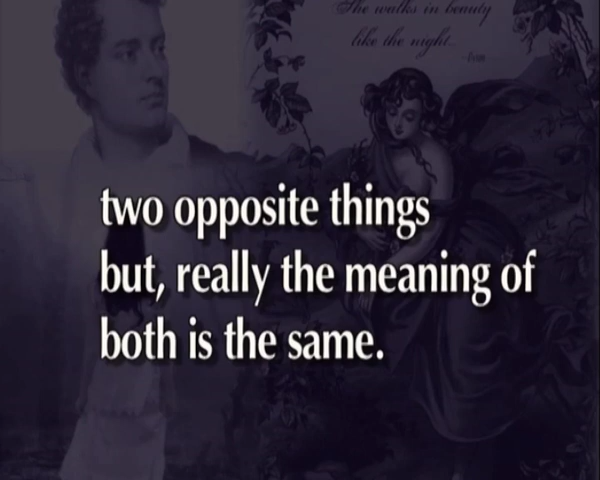 She walks in beauty
like the night...
two opposite things
but, really the meaning of
both is the same.